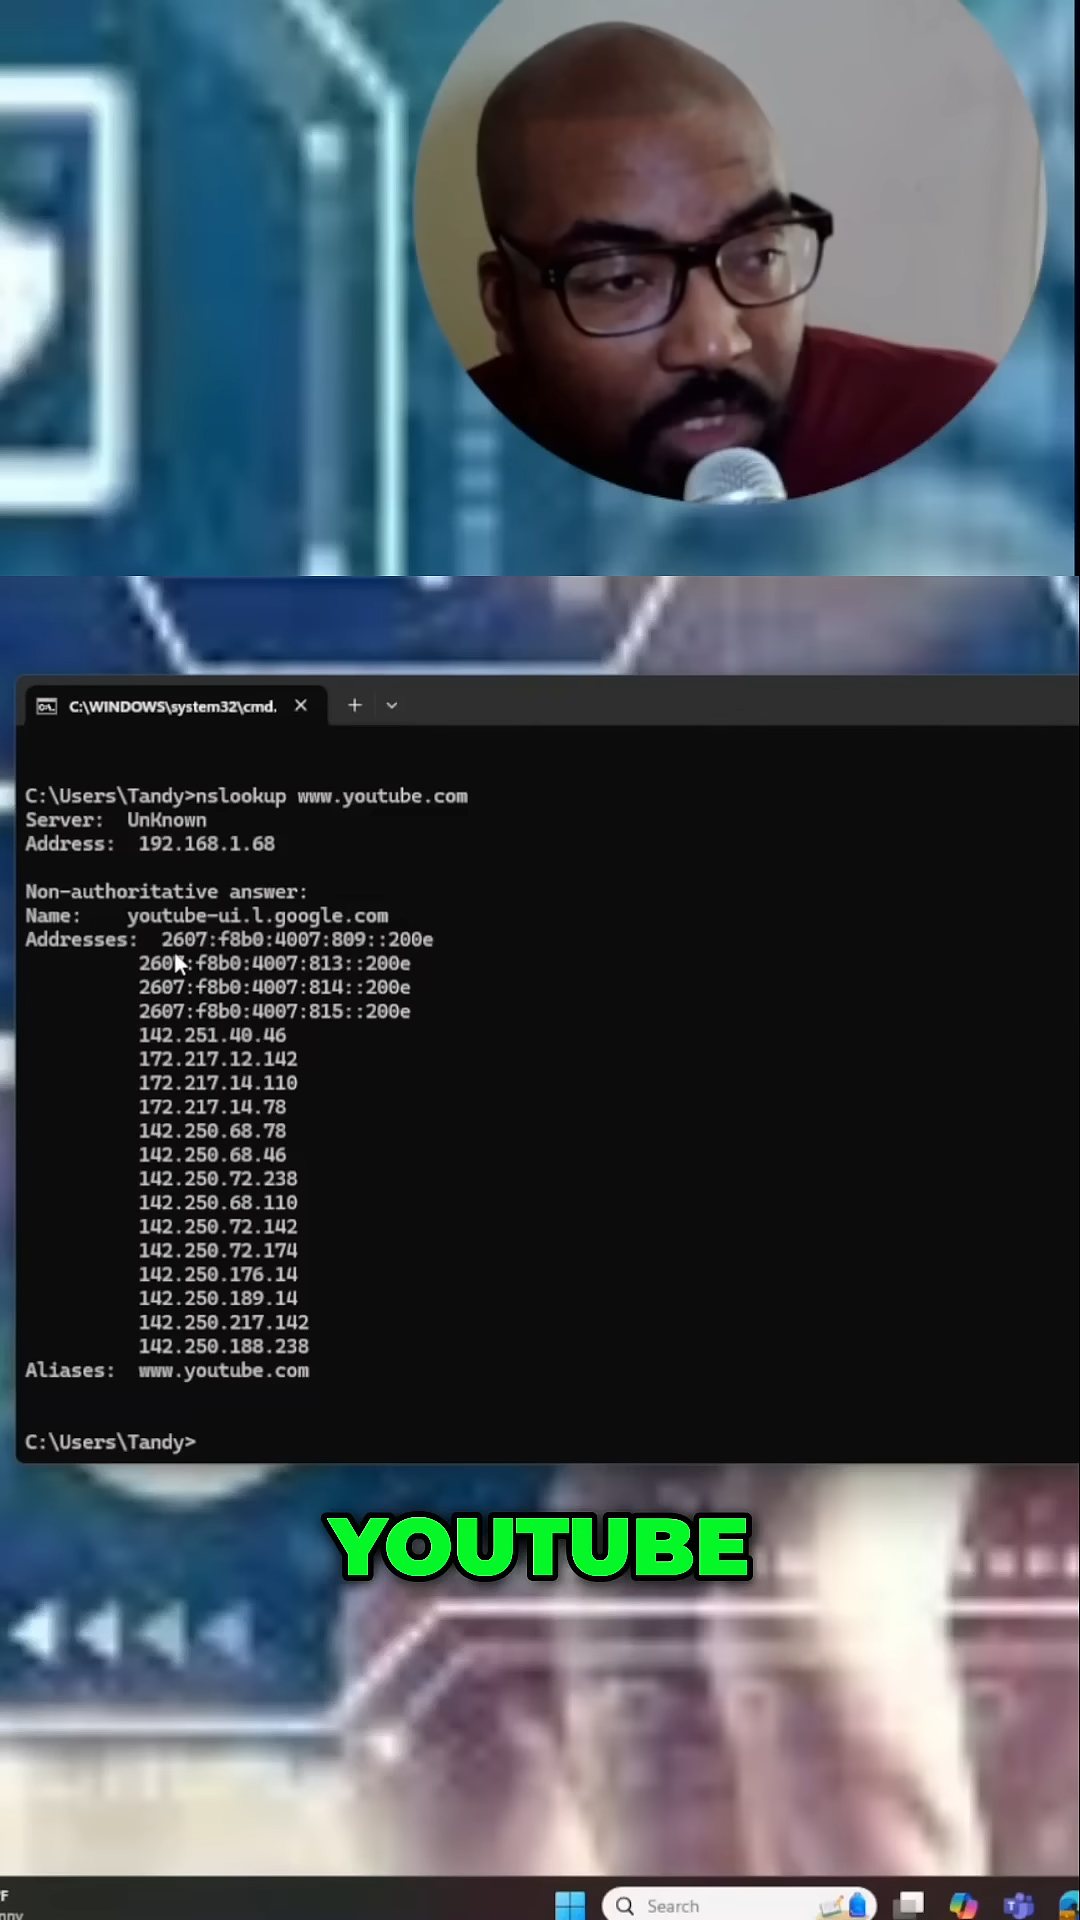 C:\WINDOWS\system32\cmd.
C:\Users\Tandy>nslookup www.youtube.com
Server:  UnKnown
Address:  192.168.1.68
Non-authoritative answer:
Name:    youtube-ui.l.google.com
Addresses:  2607:f8b0:4007:809::200e
2607:f8b0:4007:813::200e
2607:f8b0:4007:814::200e
2607:f8b0:4007:815::200e
142.251.40.46
172.217.12.142
172.217.14.110
172.217.14.78
142.250.68.78
142.250.68.46
142.250.72.238
142.250.68.110
142.250.72.142
142.250.72.174
142.250.176.14
142.250.189.14
142.250.217.142
142.250.188.238
Aliases:  www.youtube.com
C:\Users\Tandy>
YOUTUBE
Search